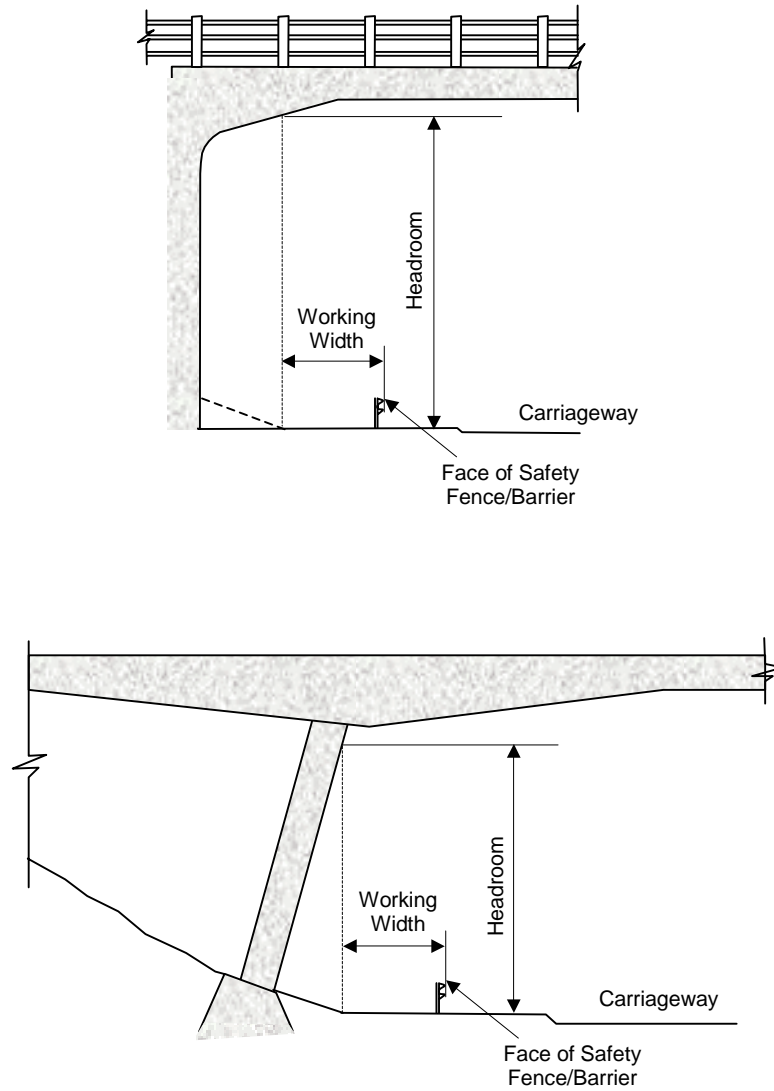 Headroom
Working
Width
Carriageway
Face of Safety
Fence/Barrier
Working
Width
Headroom
Carriageway
Face of Safety
Fence/Barrier